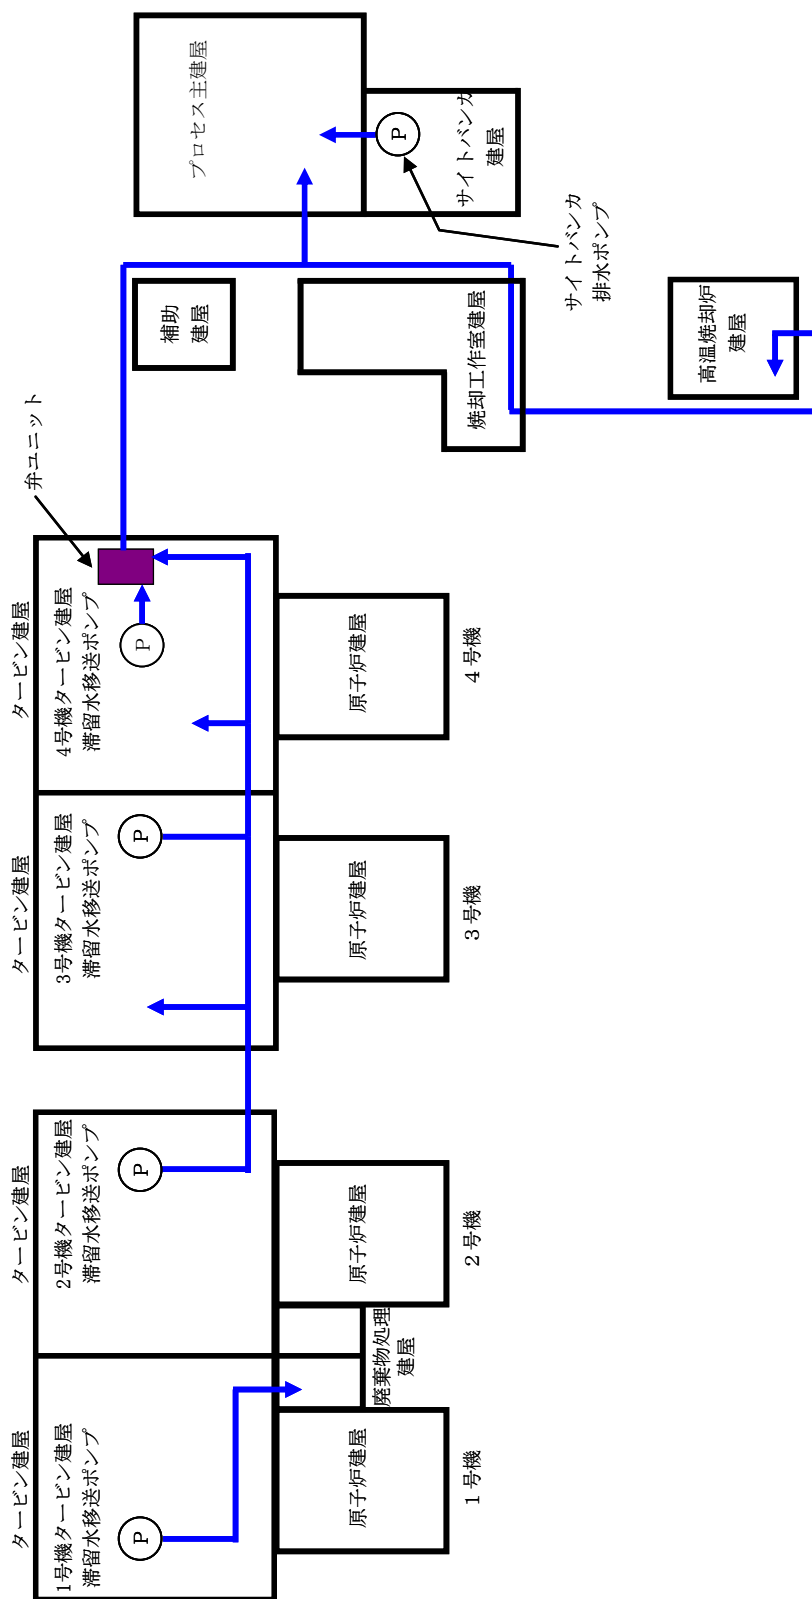 プロセス主建屋
サイトバンカ
建屋
P
サイトバンカ
排水ポンプ
補助
建屋
焼却工作室建屋
高温焼却炉
建屋
弁ユニット
タービン建屋
4号機タービン建屋
滞留水移送ポンプ
P
原子炉建屋
4号機
タービン建屋
3号機タービン建屋
滞留水移送ポンプ
P
原子炉建屋
3号機
タービン建屋
2号機タービン建屋
滞留水移送ポンプ
P
原子炉建屋
2号機
廃棄物処理
建屋
タービン建屋
1号機タービン建屋
滞留水移送ポンプ
P
原子炉建屋
1号機